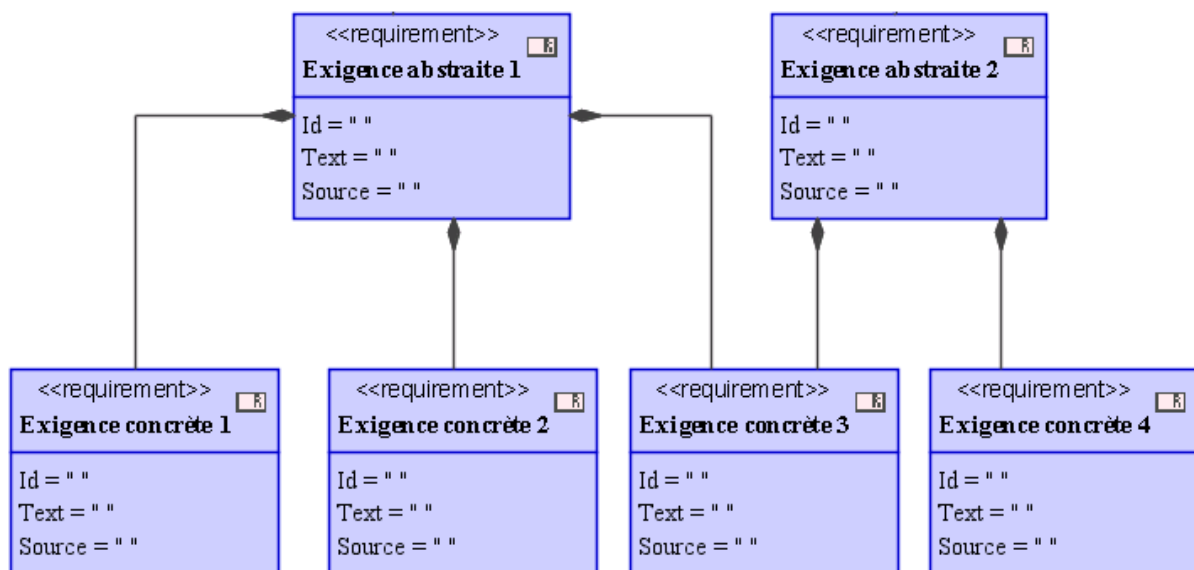 <<requirement>>
Exigence abstraite 1
Id = " "
Text = " "
Source = " "
<<requirement>>
Exigence abstraite 2
Id = " "
Text = " "
Source = " "
<<requirement>>
Exigence concrète 1
Id = " "
Text = " "
Source = " "
<<requirement>>
Exigence concrète 2
Id = " "
Text = " "
Source = " "
<<requirement>>
Exigence concrète 3
Id = " "
Text = " "
Source = " "
<<requirement>>
Exigence concrète 4
Id = " "
Text = " "
Source = " "